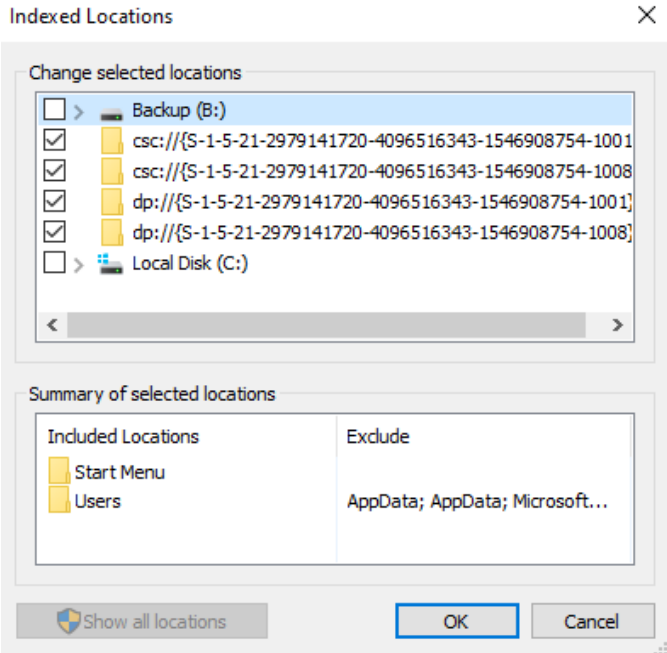 Indexed Locations
Change selected locations
Backup (B:)
csc://{S-1-5-21-2979141720-4096516343-1546908754-1001
csc://{S-1-5-21-2979141720-4096516343-1546908754-1008
dp://{S-1-5-21-2979141720-4096516343-1546908754-1001}
dp://{S-1-5-21-2979141720-4096516343-1546908754-1008}
Local Disk (C:)
Summary of selected locations
Included Locations Exclude
Start Menu
Users AppData; AppData; Microsoft...
Show all locations OK Cancel